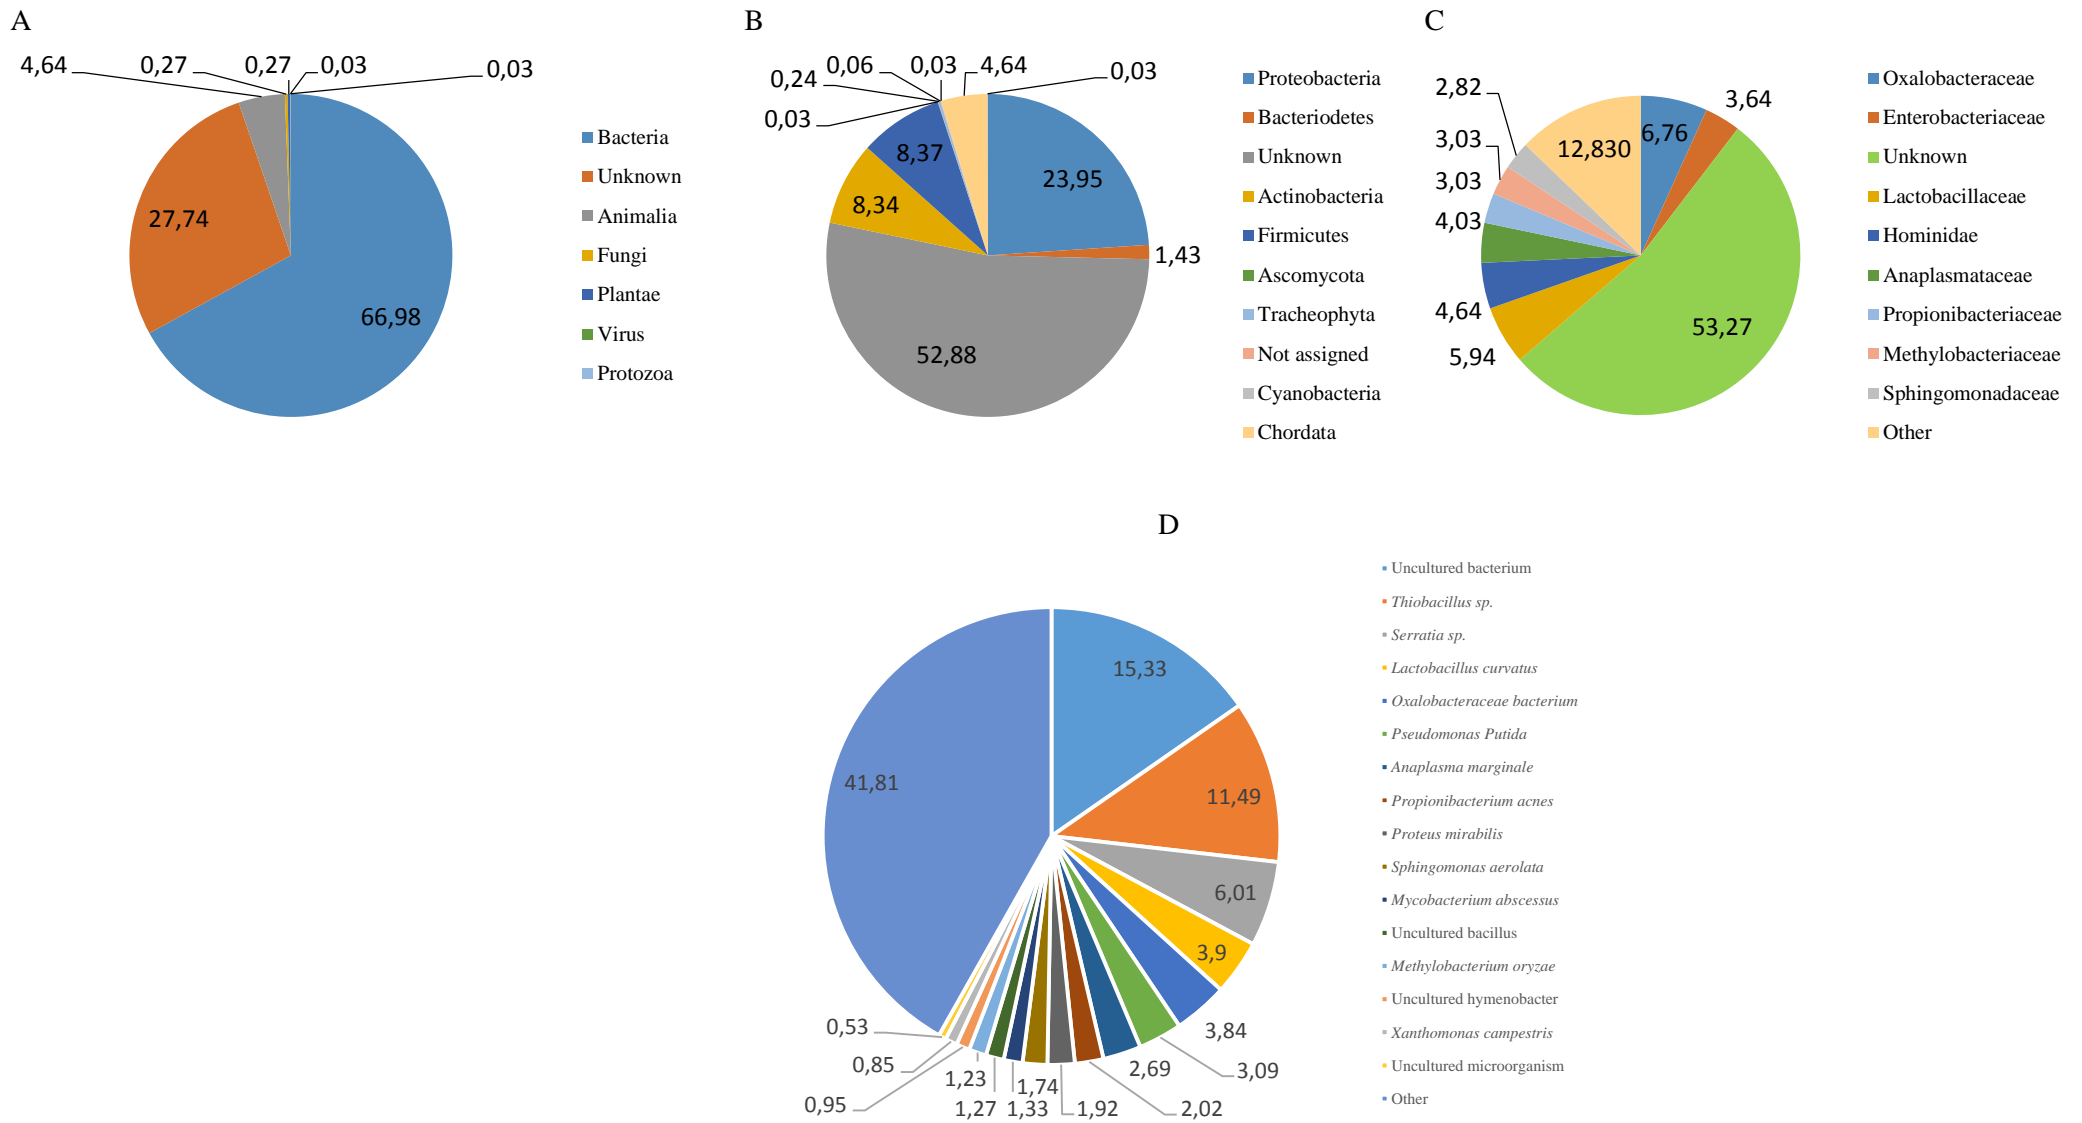 A
4,64
0,27
0,27
0,03
0,03
27,74
66,98
Bacteria
Unknown
Animalia
Fungi
Plantae
Virus
Protozoa
B
0,03
0,24
0,06
0,03
4,64
0,03
8,37
8,34
23,95
1,43
52,88
Proteobacteria
Bacteriodetes
Unknown
Actinobacteria
Firmicutes
Ascomycota
Tracheophyta
Not assigned
Cyanobacteria
Chordata
C
2,82
3,03
3,03
4,03
4,64
5,94
12,830
6,76
3,64
53,27
Oxalobacteraceae
Enterobacteriaceae
Unknown
Lactobacillaceae
Hominidae
Anaplasmataceae
Propionibacteriaceae
Methylobacteriaceae
Sphingomonadaceae
Other
D
15,33
11,49
6,01
3,9
3,84
3,09
2,69
2,02
1,92
1,74
1,33
1,27
1,23
0,95
0,85
0,53
41,81
Uncultured bacterium
Thiobacillus sp.
Serratia sp.
Lactobacillus curvatus
Oxalobacteraceae bacterium
Pseudomonas Putida
Anaplasma marginale
Propionibacterium acnes
Proteus mirabilis
Sphingomonas aerolata
Mycobacterium abscessus
Uncultured bacillus
Methylobacterium oryzae
Uncultured hymenobacter
Xanthomonas campestris
Uncultured microorganism
Other